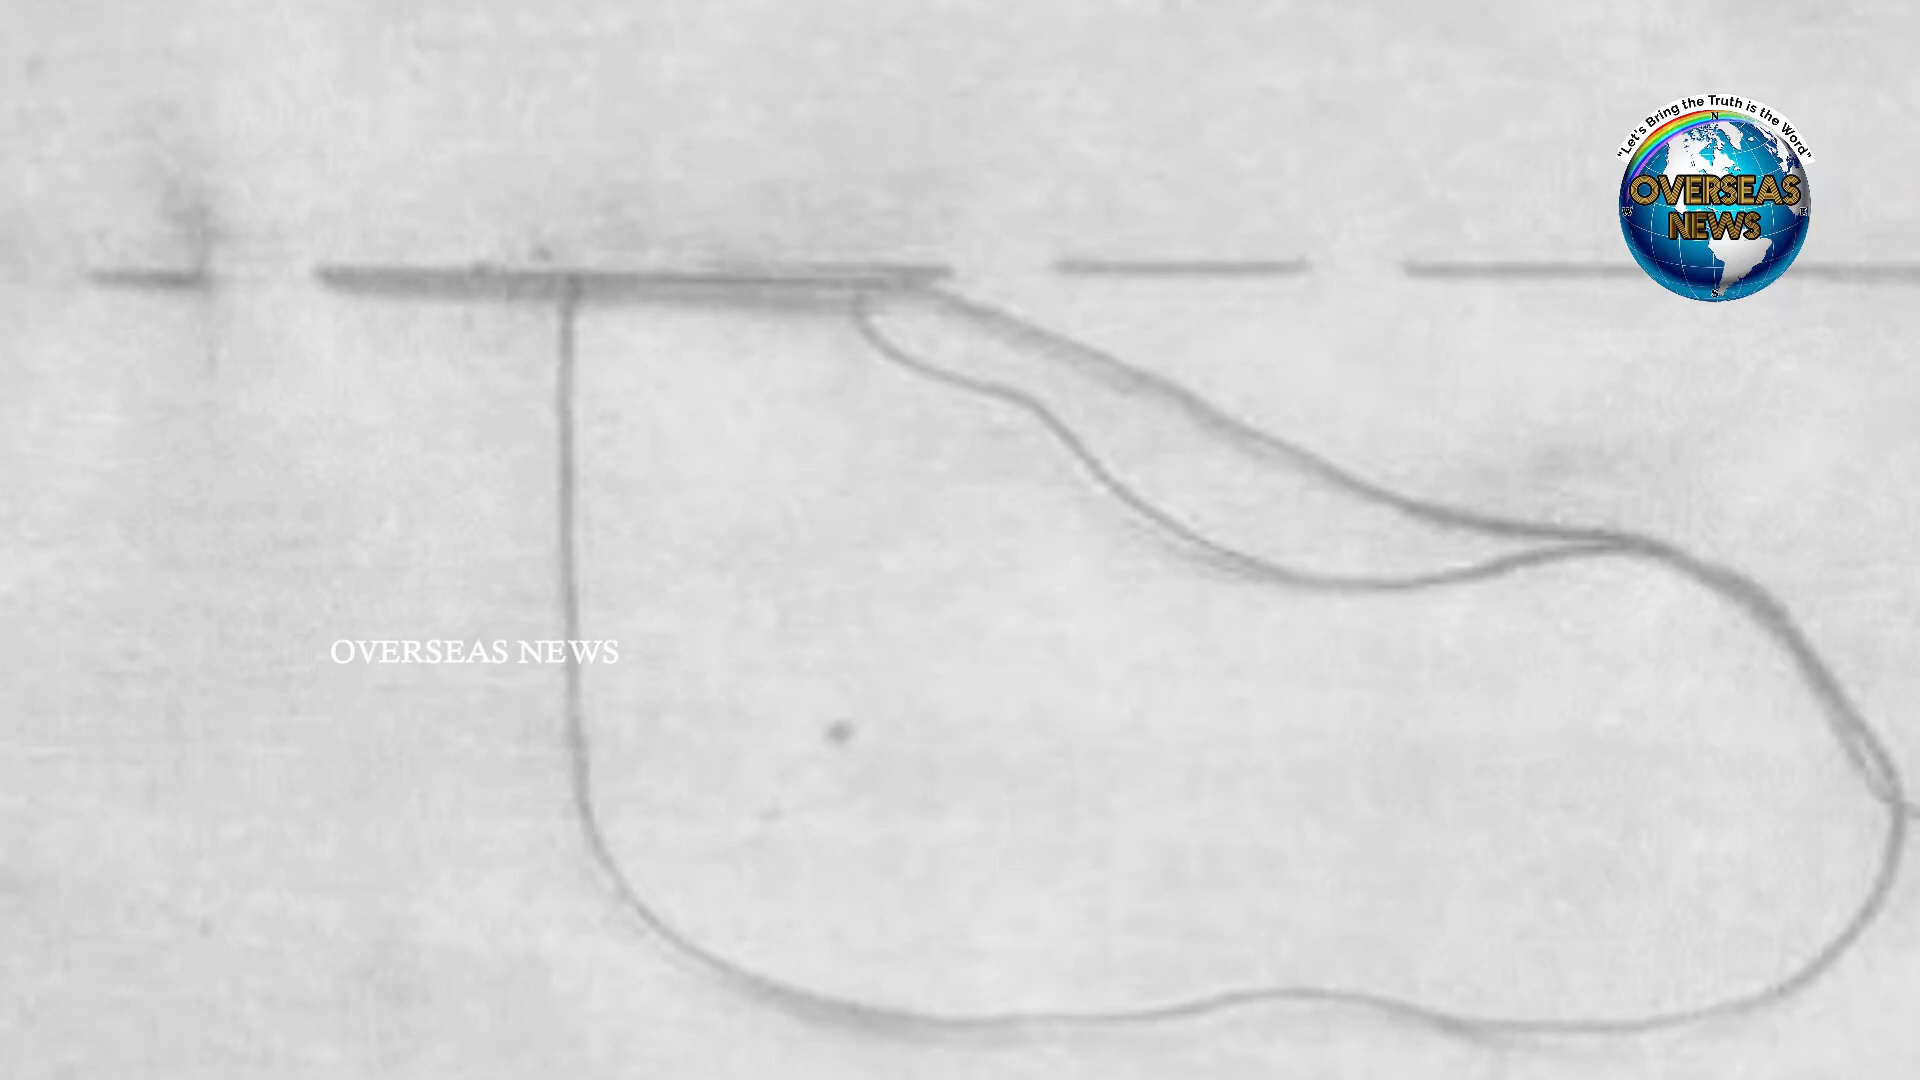 "Let's Bring the Truth is the Word"
N
OVERSEAS
W E
NEWS
S
OVERSEAS NEWS